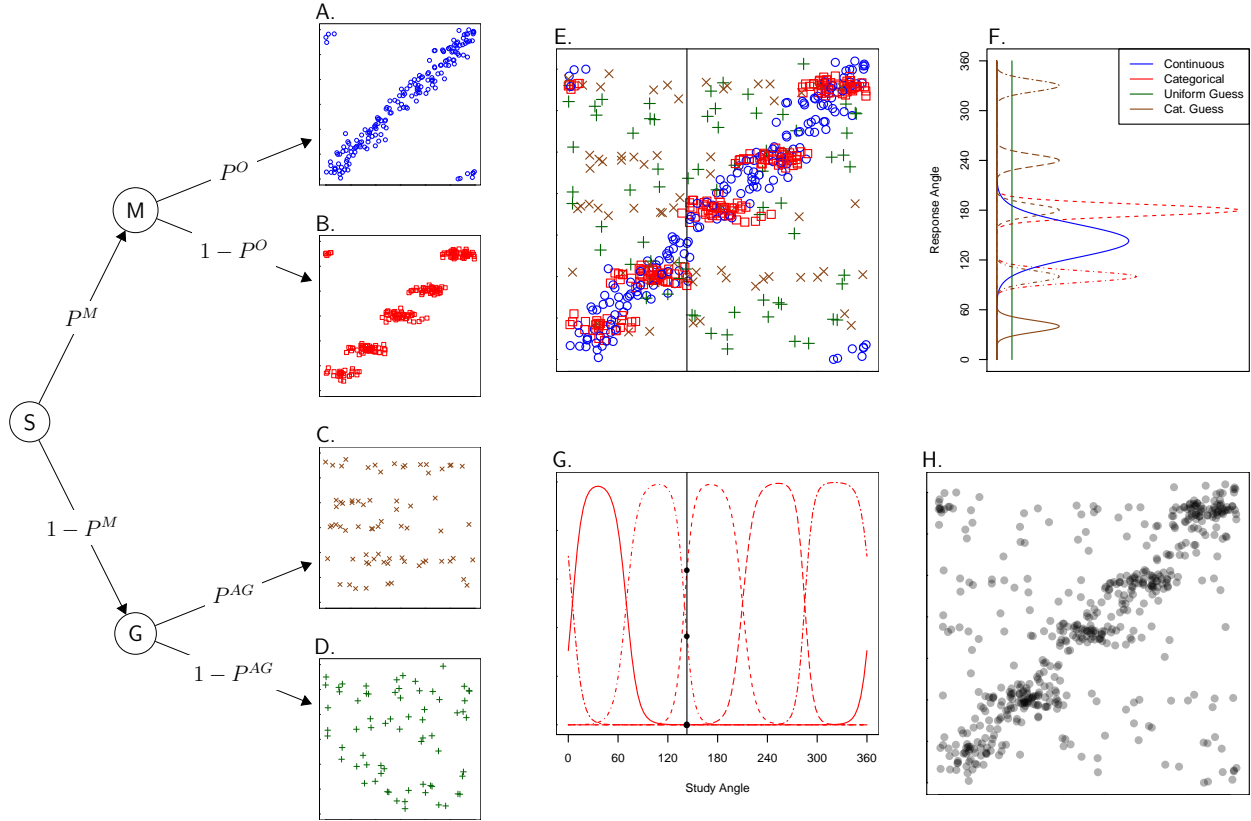 A.
P^O
M
1 − P^O
B.
P^M
S
1 − P^M
C.
P^{AG}
G
1 − P^{AG}
D.
E.
F.
Continuous
Categorical
Uniform Guess
Cat. Guess
Response Angle
360
300
240
180
120
60
0
G.
0
60
120
180
240
300
360
Study Angle
H.